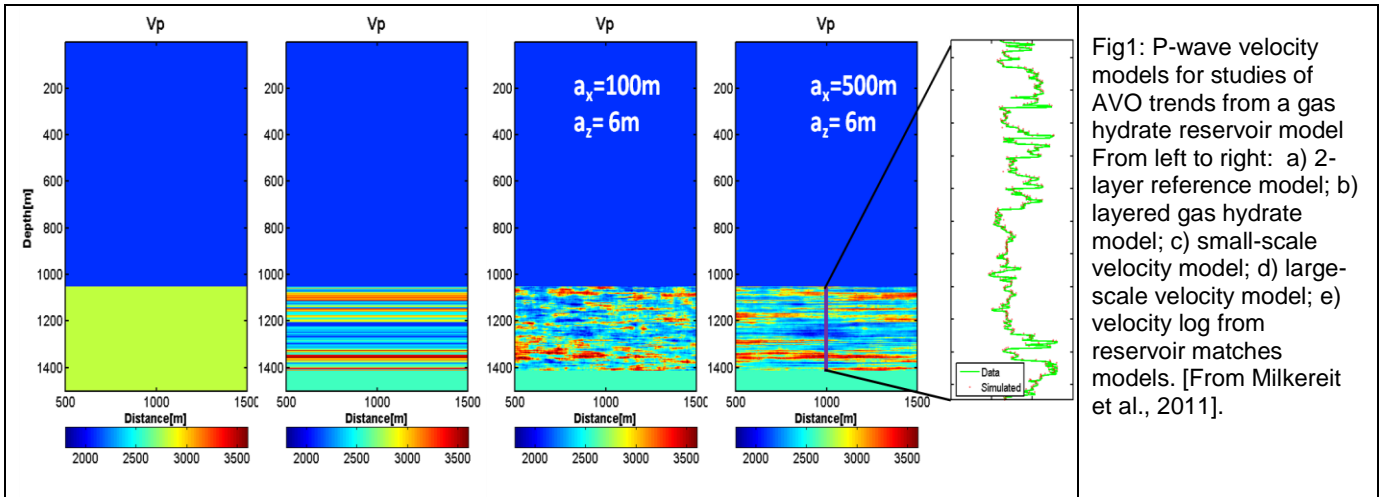 Vp
Vp
Vp
Vp
200
400
600
800
1000
1200
1400
Depth[m]
500
1000
1500
Distance[m]
2000
2500
3000
3500
200
400
600
800
1000
1200
1400
500
1000
1500
Distance[m]
2000
2500
3000
3500
aₓ=100m
a_z= 6m
200
400
600
800
1000
1200
1400
500
1000
150
Distance[m]
2000
2500
3000
3500
aₓ=500m
a_z= 6m
200
400
600
800
1000
1200
1400
500
1000
1500
Distance[m]
2000
2500
3000
3500
Data
Simulated
Fig1: P-wave velocity
models for studies of
AVO trends from a gas
hydrate reservoir model
From left to right: a) 2-
layer reference model; b)
layered gas hydrate
model; c) small-scale
velocity model; d) large-
scale velocity model; e)
velocity log from
reservoir matches
models. [From Milkereit
et al., 2011].